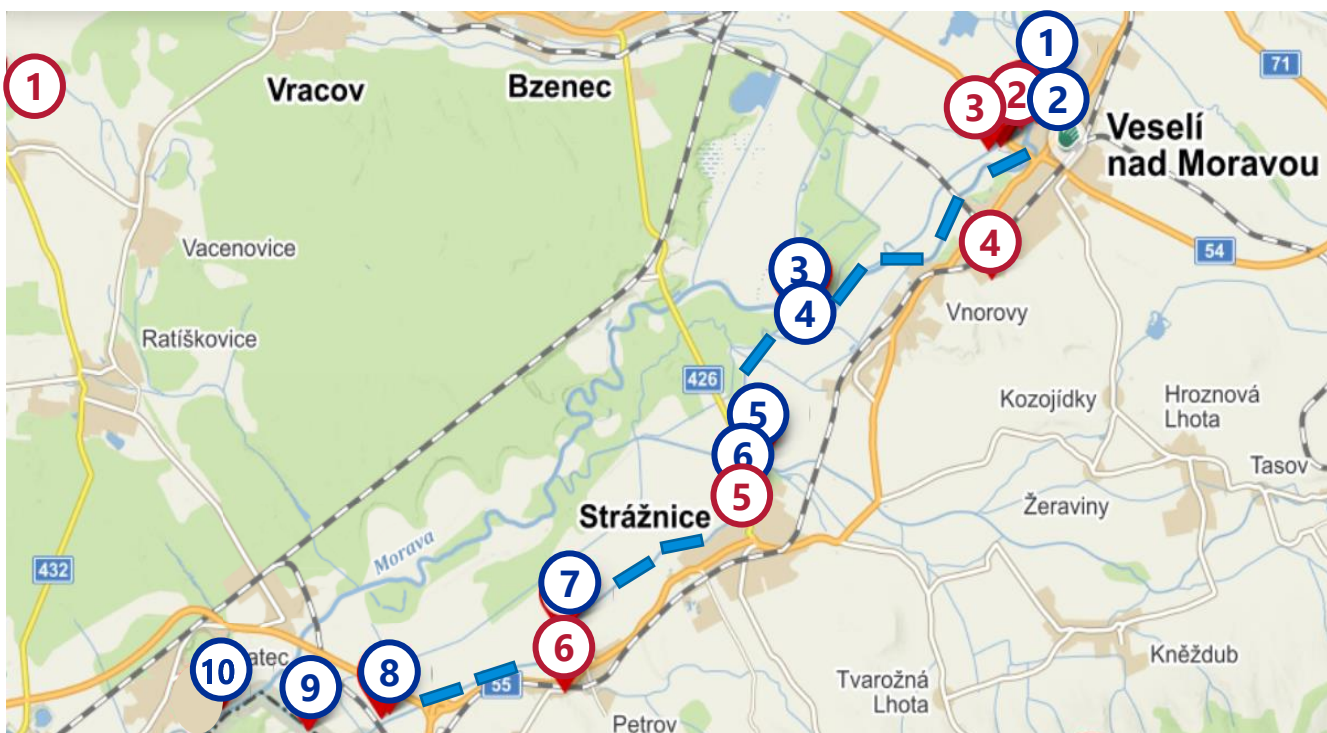 1
71
1
Vracov
Bzenec
3
2
2
Veselí
nad Moravou
Vacenovice
4
54
3
4
Vnorovy
Ratíškovice
426
5
Kozojídky
Hroznová
Lhota
6
Tasov
5
Strážnice
Žeraviny
Morava
432
7
6
Kněždub
10
atec
9
8
55
Tvarožná
Lhota
Petrov